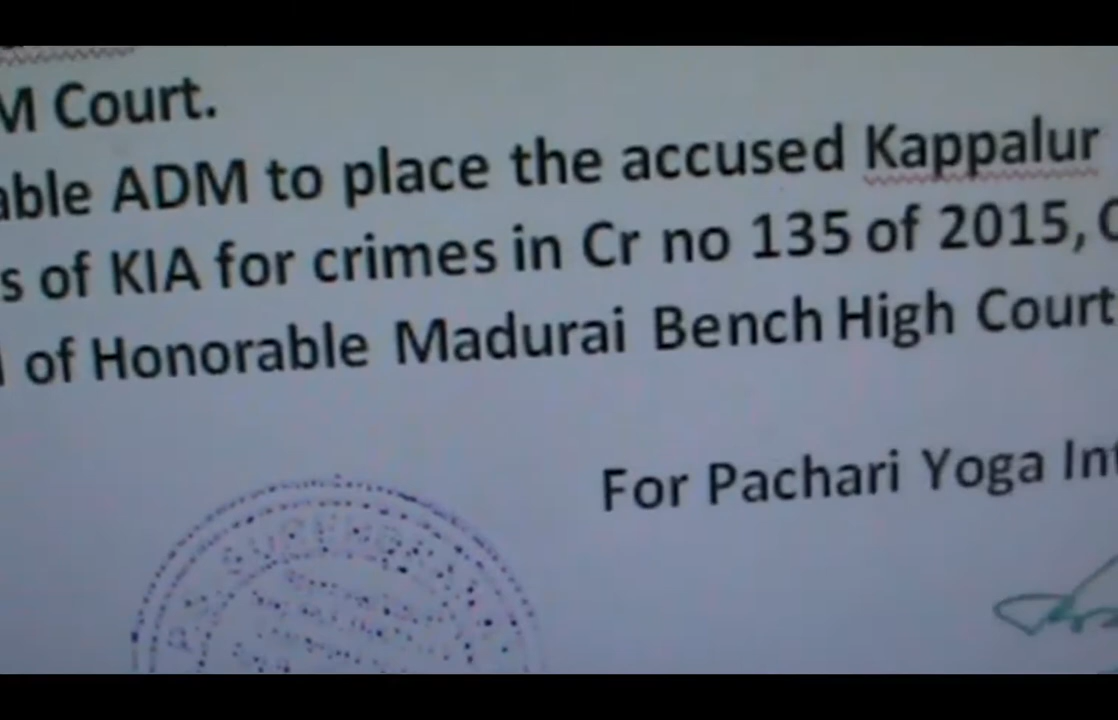 M Court.
able ADM to place the accused Kappalur
s of KIA for crimes in Cr no 135 of 2015, C
of Honorable Madurai Bench High Court
For Pachari Yoga Int